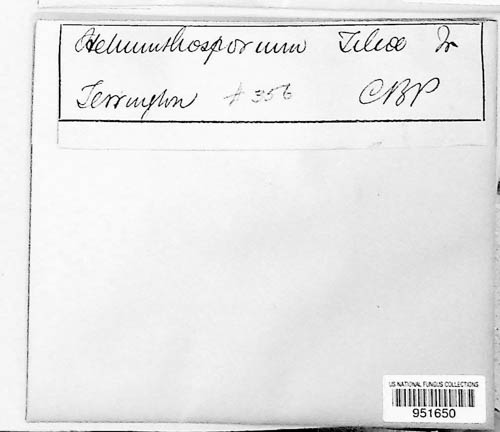 Helminthosporium Tiliae Fr
Terrington # 356 CBP
US NATIONAL FUNGUS COLLECTIONS
951650